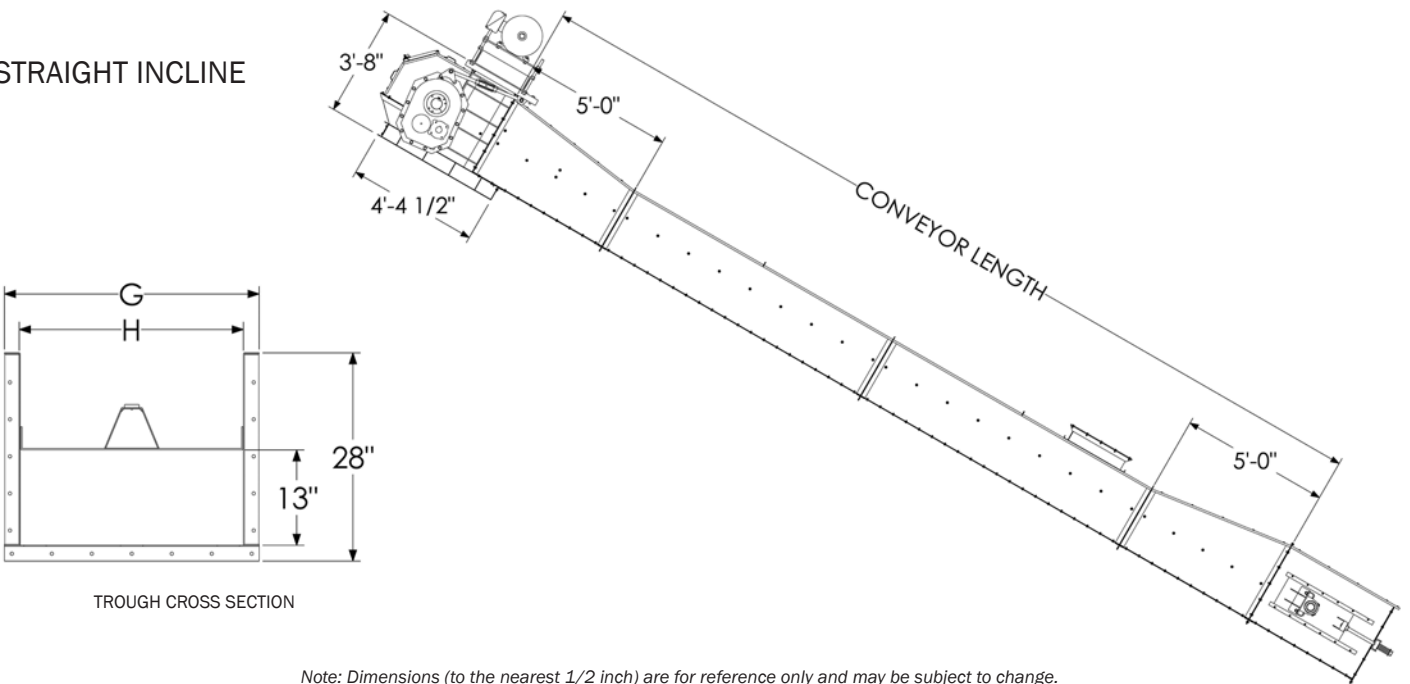 STRAIGHT INCLINE
3'-8"
5'-0"
4'-4 1/2"
CONVEYOR LENGTH
G
H
28"
13"
5'-0"
TROUGH CROSS SECTION
Note: Dimensions (to the nearest 1/2 inch) are for reference only and may be subject to change.